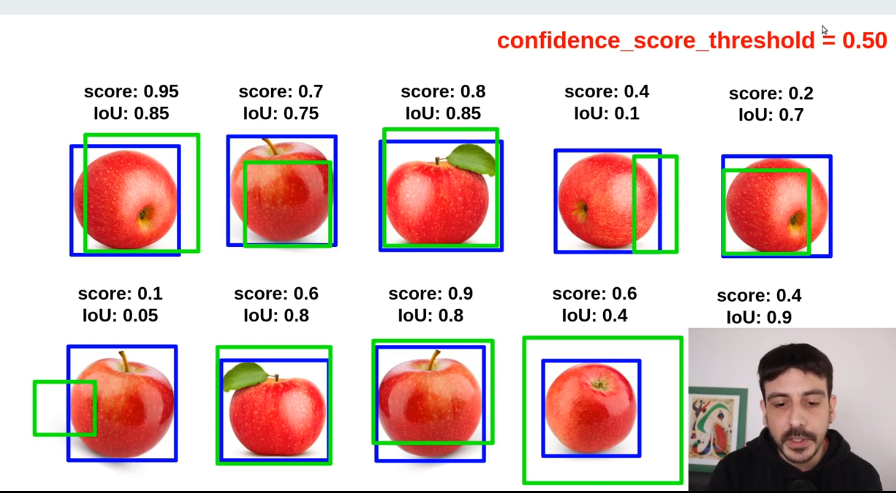 confidence_score_threshold = 0.50
score: 0.95
IoU: 0.85
score: 0.7
IoU: 0.75
score: 0.8
IoU: 0.85
score: 0.4
IoU: 0.1
score: 0.2
IoU: 0.7
score: 0.1
IoU: 0.05
score: 0.6
IoU: 0.8
score: 0.9
IoU: 0.8
score: 0.6
IoU: 0.4
score: 0.4
IoU: 0.9